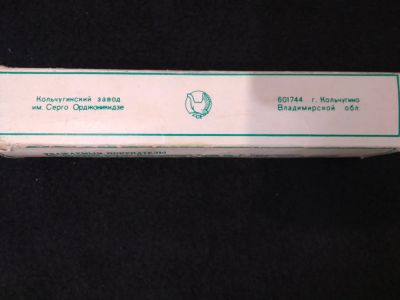 Кольчугинский завод
им. Серго Орджоникидзе
601744 г. Кольчугино
Владимирской обл.